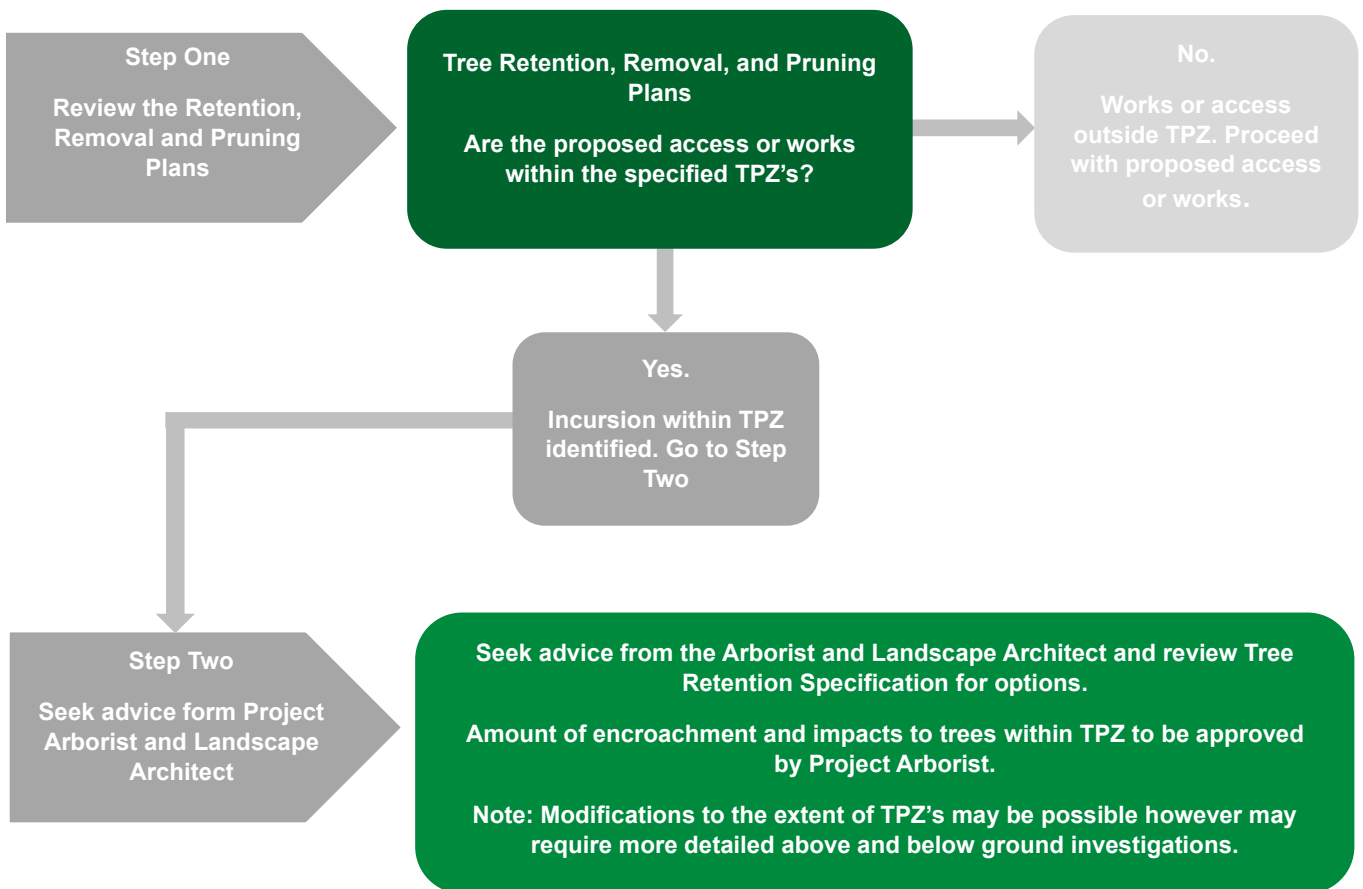 Step One
Review the Retention,
Removal and Pruning
Plans
Tree Retention, Removal, and Pruning
Plans
Are the proposed access or works
within the specified TPZ’s?
No.
Works or access
outside TPZ. Proceed
with proposed access
or works.
Yes.
Incursion within TPZ
identified. Go to Step
Two
Step Two
Seek advice form Project
Arborist and Landscape
Architect
Seek advice from the Arborist and Landscape Architect and review Tree
Retention Specification for options.
Amount of encroachment and impacts to trees within TPZ to be approved
by Project Arborist.
Note: Modifications to the extent of TPZ’s may be possible however may
require more detailed above and below ground investigations.